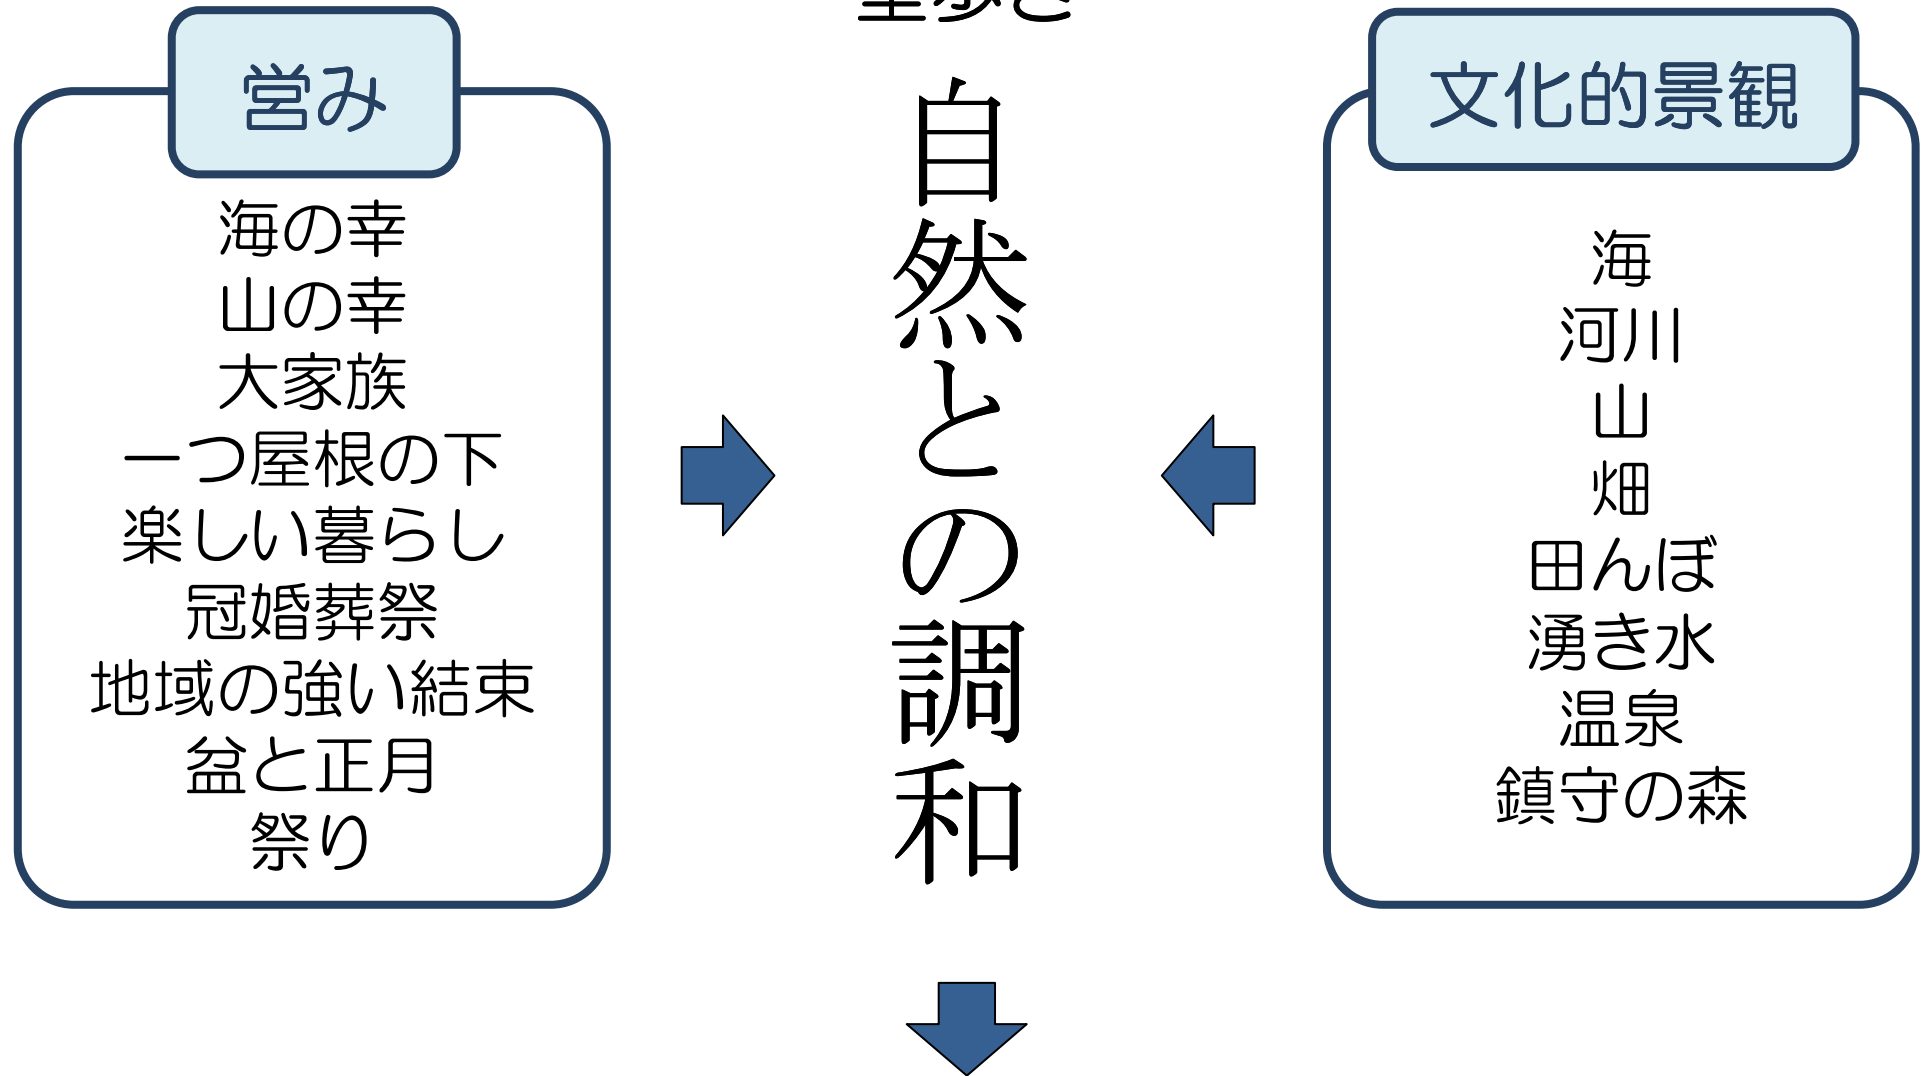 営み
海の幸
山の幸
大家族
一つ屋根の下
楽しい暮らし
冠婚葬祭
地域の強い結束
盆と正月
祭り
自然との調和
文化的景観
海
河川
山
畑
田んぼ
湧き水
温泉
鎮守の森